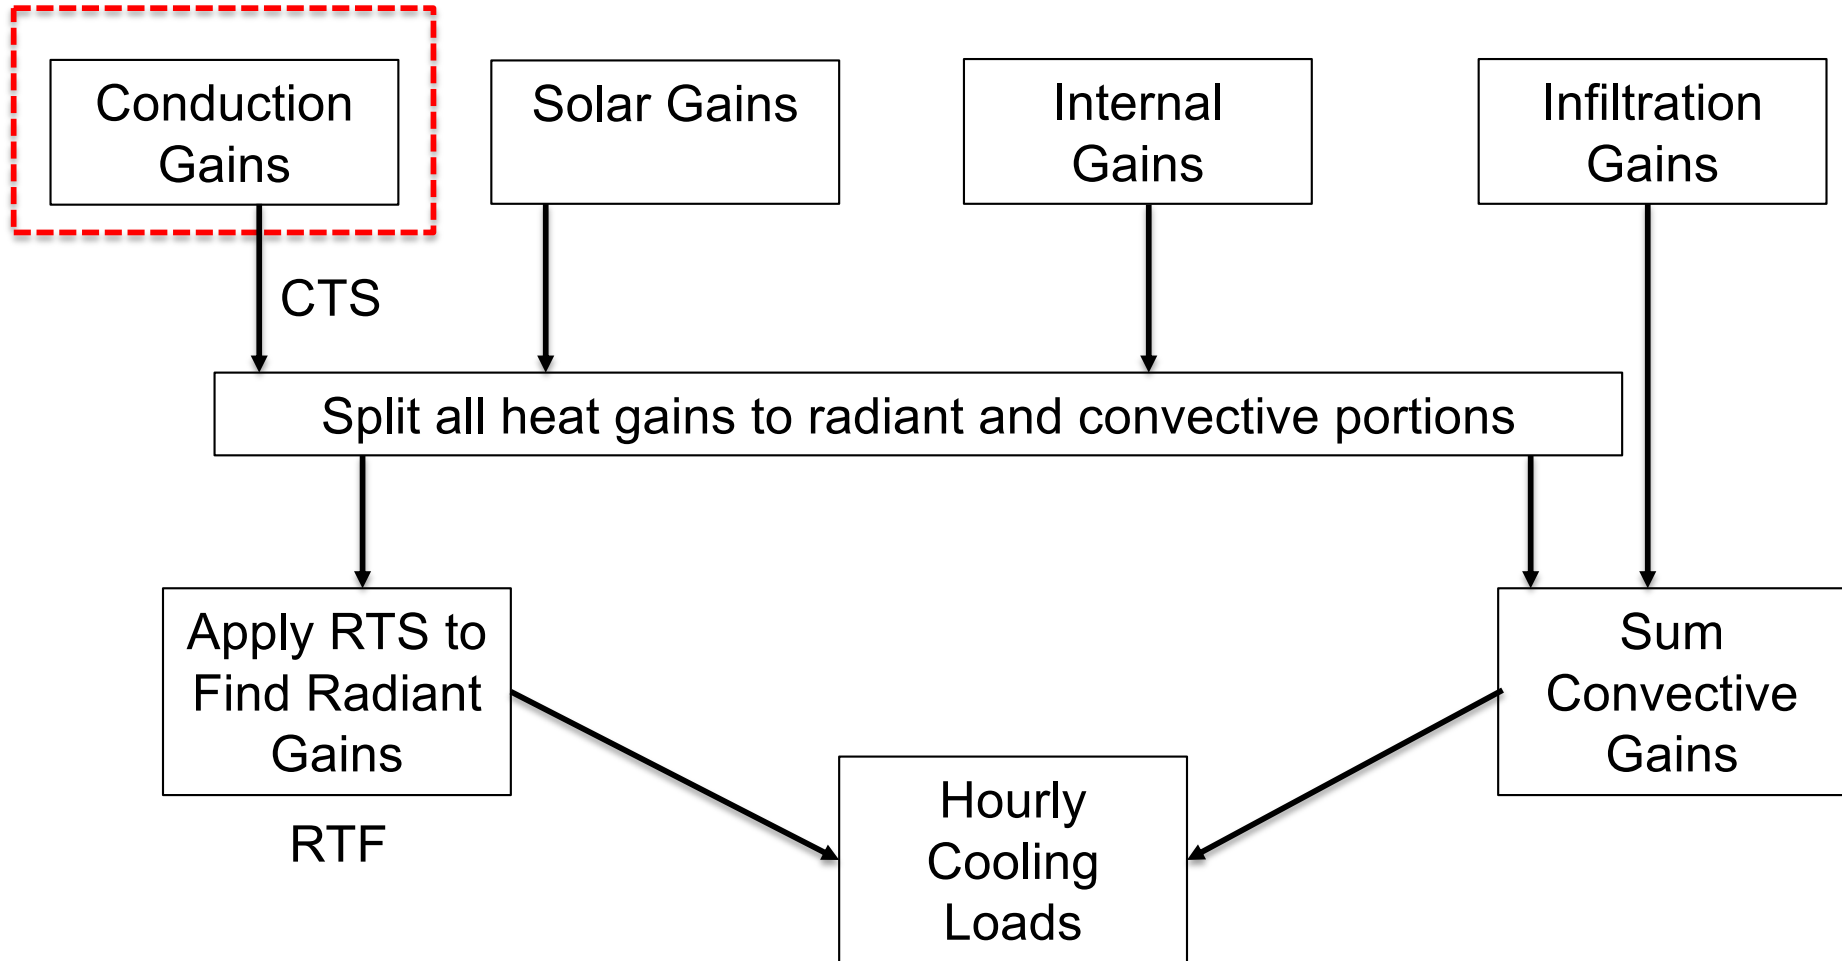 Conduction
Gains
Solar Gains
Internal
Gains
Infiltration
Gains
CTS
Split all heat gains to radiant and convective portions
Apply RTS to
Find Radiant
Gains
RTF
Sum
Convective
Gains
Hourly
Cooling
Loads